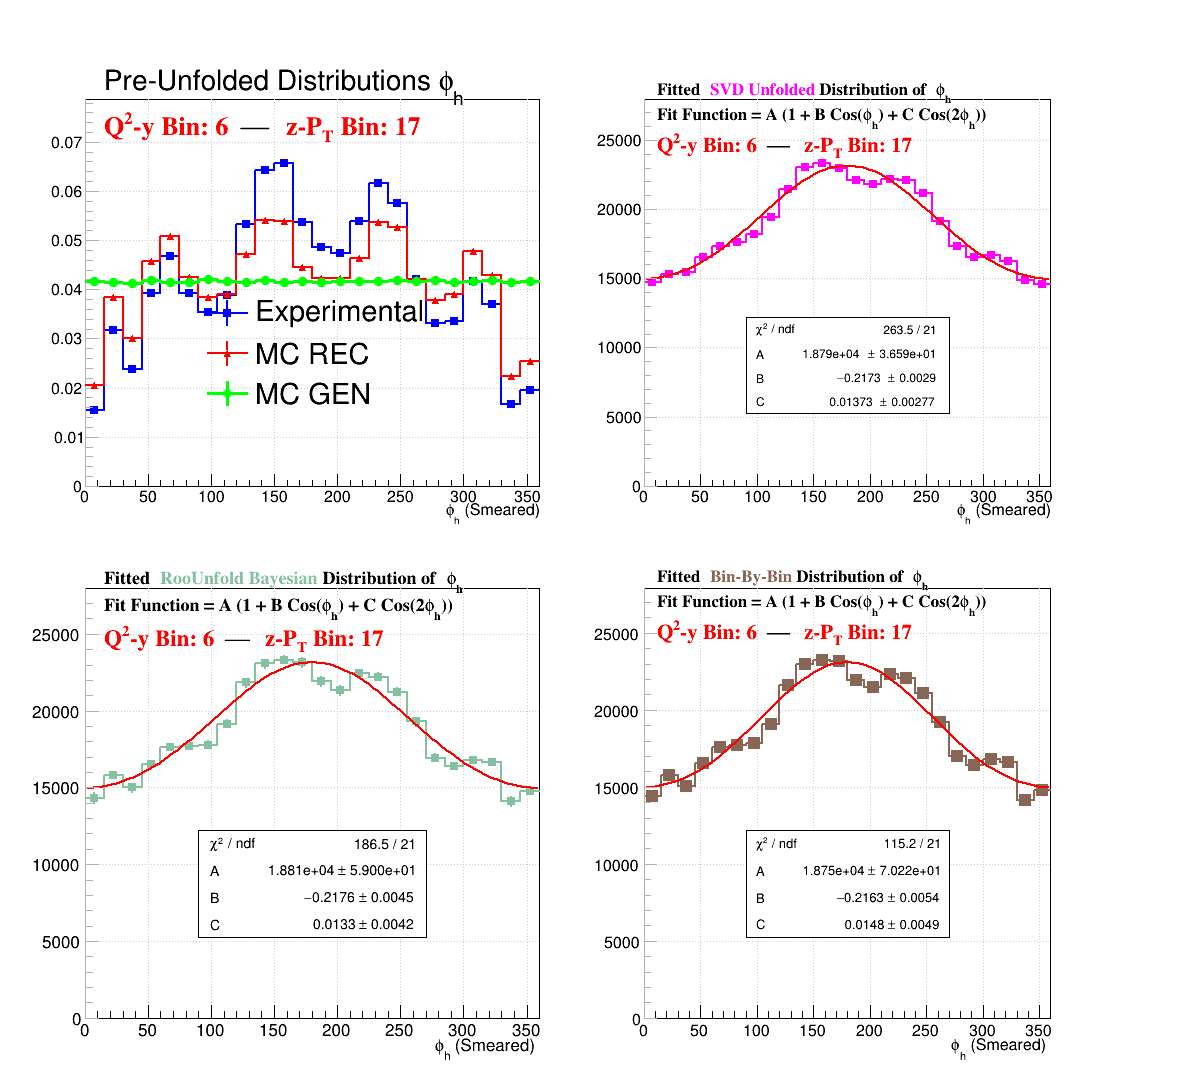 Pre-Unfolded Distributions ϕh
Q²-y Bin: 6 — z-PT Bin: 17
0.07
0.06
0.05
0.04
0.03
0.02
0.01
0
Experimental
MC REC
MC GEN
0 50 100 150 200 250 300 350
ϕh (Smeared)
Fitted SVD Unfolded Distribution of ϕh
Fit Function = A (1 + B Cos(ϕh) + C Cos(2ϕh))
Q²-y Bin: 6 — z-PT Bin: 17
25000
20000
15000
10000
5000
0
χ² / ndf 263.5 / 21
A 1.879e+04 ± 3.659e+01
B −0.2173 ± 0.0029
C 0.01373 ± 0.00277
0 50 100 150 200 250 300 350
ϕh (Smeared)
Fitted RooUnfold Bayesian Distribution of ϕh
Fit Function = A (1 + B Cos(ϕh) + C Cos(2ϕh))
Q²-y Bin: 6 — z-PT Bin: 17
25000
20000
15000
10000
5000
0
χ² / ndf 186.5 / 21
A 1.881e+04 ± 5.900e+01
B −0.2176 ± 0.0045
C 0.0133 ± 0.0042
0 50 100 150 200 250 300 350
ϕh (Smeared)
Fitted Bin-By-Bin Distribution of ϕh
Fit Function = A (1 + B Cos(ϕh) + C Cos(2ϕh))
Q²-y Bin: 6 — z-PT Bin: 17
25000
20000
15000
10000
5000
0
χ² / ndf 115.2 / 21
A 1.875e+04 ± 7.022e+01
B −0.2163 ± 0.0054
C 0.0148 ± 0.0049
0 50 100 150 200 250 300 350
ϕh (Smeared)